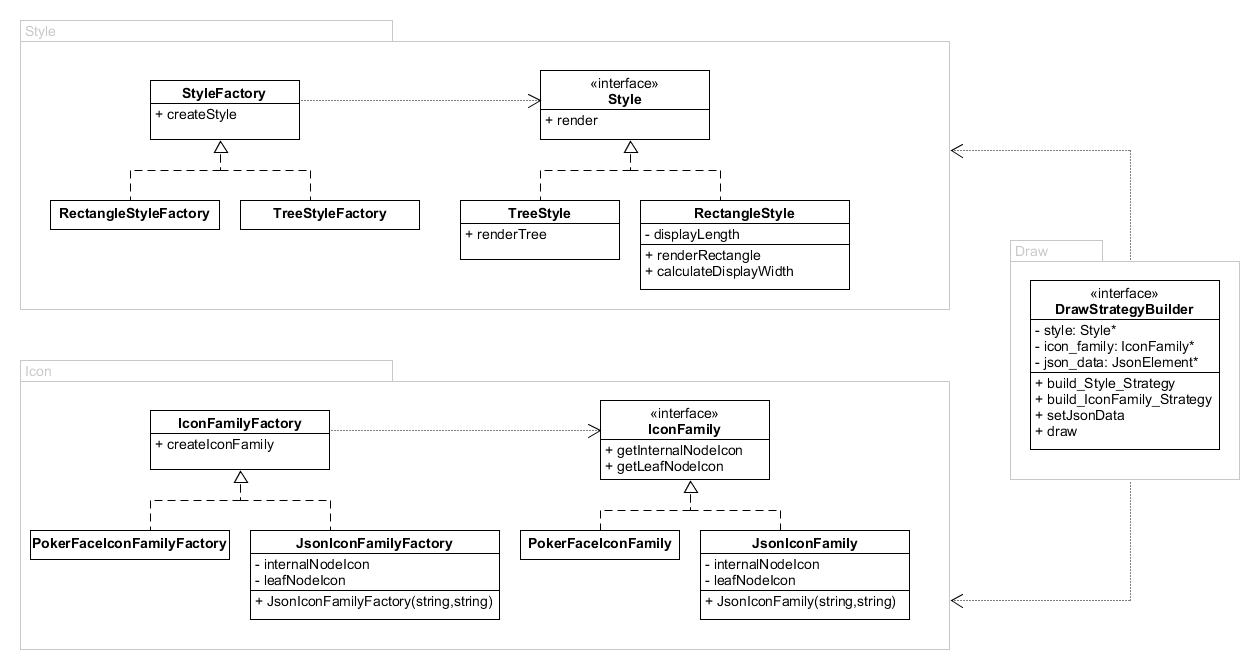 Style
StyleFactory
+ createStyle
«interface»
Style
+ render
RectangleStyleFactory
TreeStyleFactory
TreeStyle
+ renderTree
RectangleStyle
- displayLength
+ renderRectangle
+ calculateDisplayWidth
Draw
«interface»
DrawStrategyBuilder
- style: Style*
- icon_family: IconFamily*
- json_data: JsonElement*
+ build_Style_Strategy
+ build_IconFamily_Strategy
+ setJsonData
+ draw
Icon
IconFamilyFactory
+ createIconFamily
«interface»
IconFamily
+ getInternalNodeIcon
+ getLeafNodeIcon
PokerFaceIconFamilyFactory
JsonIconFamilyFactory
- internalNodeIcon
- leafNodeIcon
+ JsonIconFamilyFactory(string,string)
PokerFaceIconFamily
JsonIconFamily
- internalNodeIcon
- leafNodeIcon
+ JsonIconFamily(string,string)